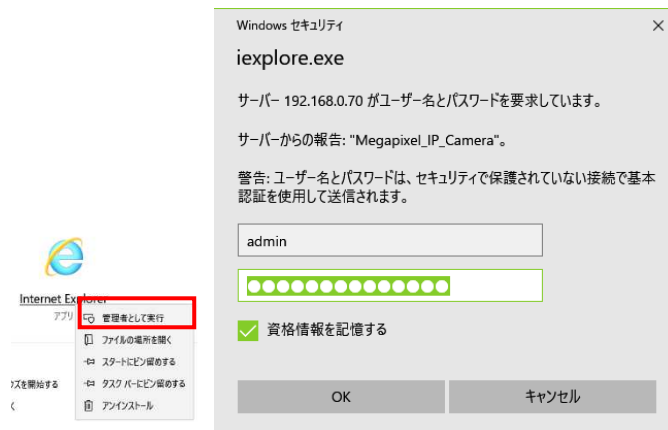 Internet Explorer
アプリ
管理者として実行
ファイルの場所を開く
スタートにピン留めする
タスク バーにピン留めする
アンインストール
ズを開始する
Windows セキュリティ
iexplore.exe
サーバー 192.168.0.70 がユーザー名とパスワードを要求しています。
サーバーからの報告: "Megapixel_IP_Camera"。
警告: ユーザー名とパスワードは、セキュリティで保護されていない接続で基本
認証を使用して送信されます。
admin
資格情報を記憶する
OK
キャンセル